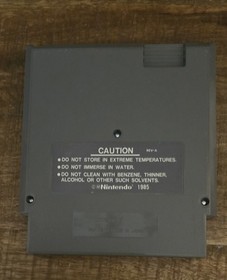 CAUTION
● DO NOT STORE IN EXTREME TEMPERATURES.
● DO NOT IMMERSE IN WATER.
● DO NOT CLEAN WITH BENZENE, THINNER,
ALCOHOL OR OTHER SUCH SOLVENTS.
©Nintendo 1985